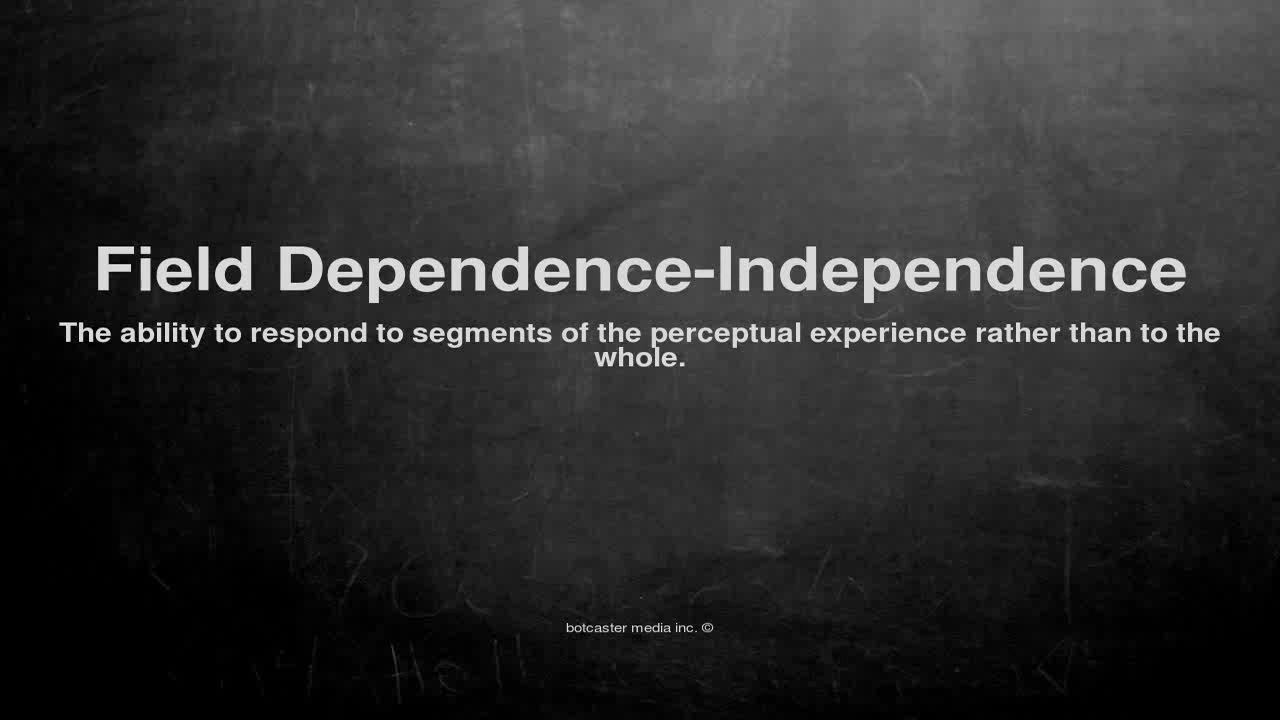 Field Dependence-Independence
The ability to respond to segments of the perceptual experience rather than to the
whole.
botcaster media inc. ©